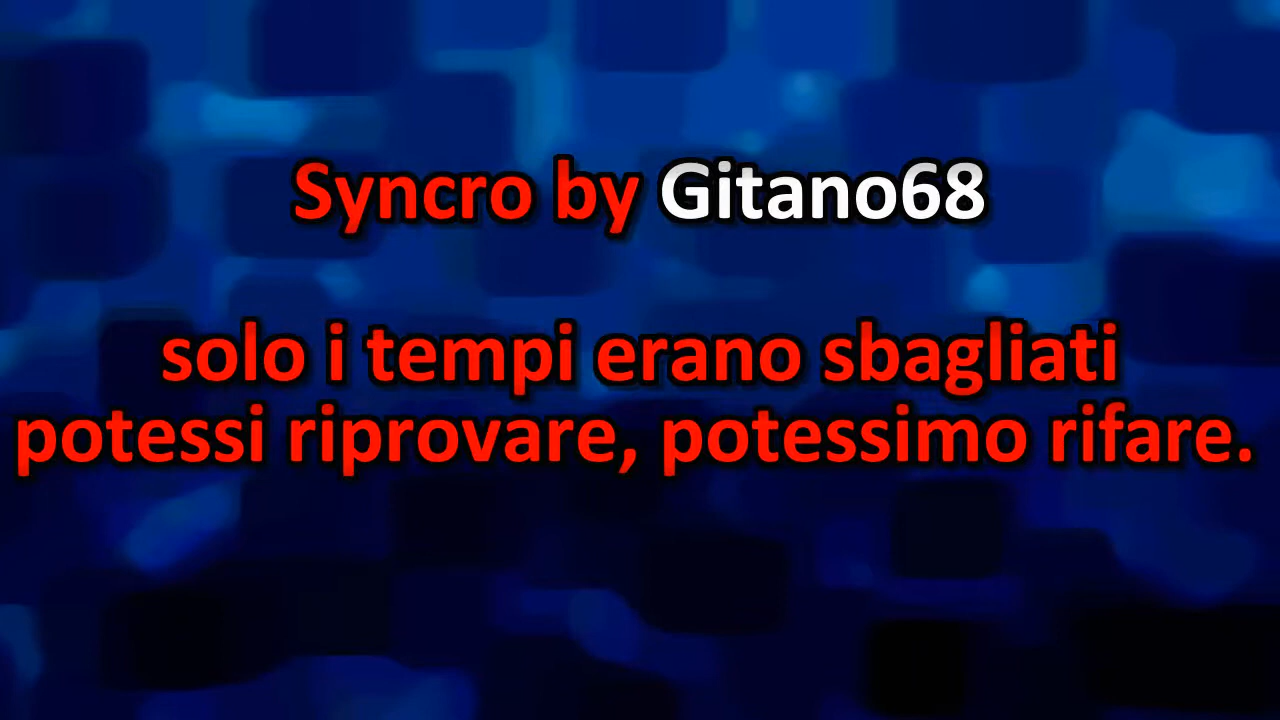 Syncro by Gitano68
solo i tempi erano sbagliati
potessi riprovare, potessimo rifare.